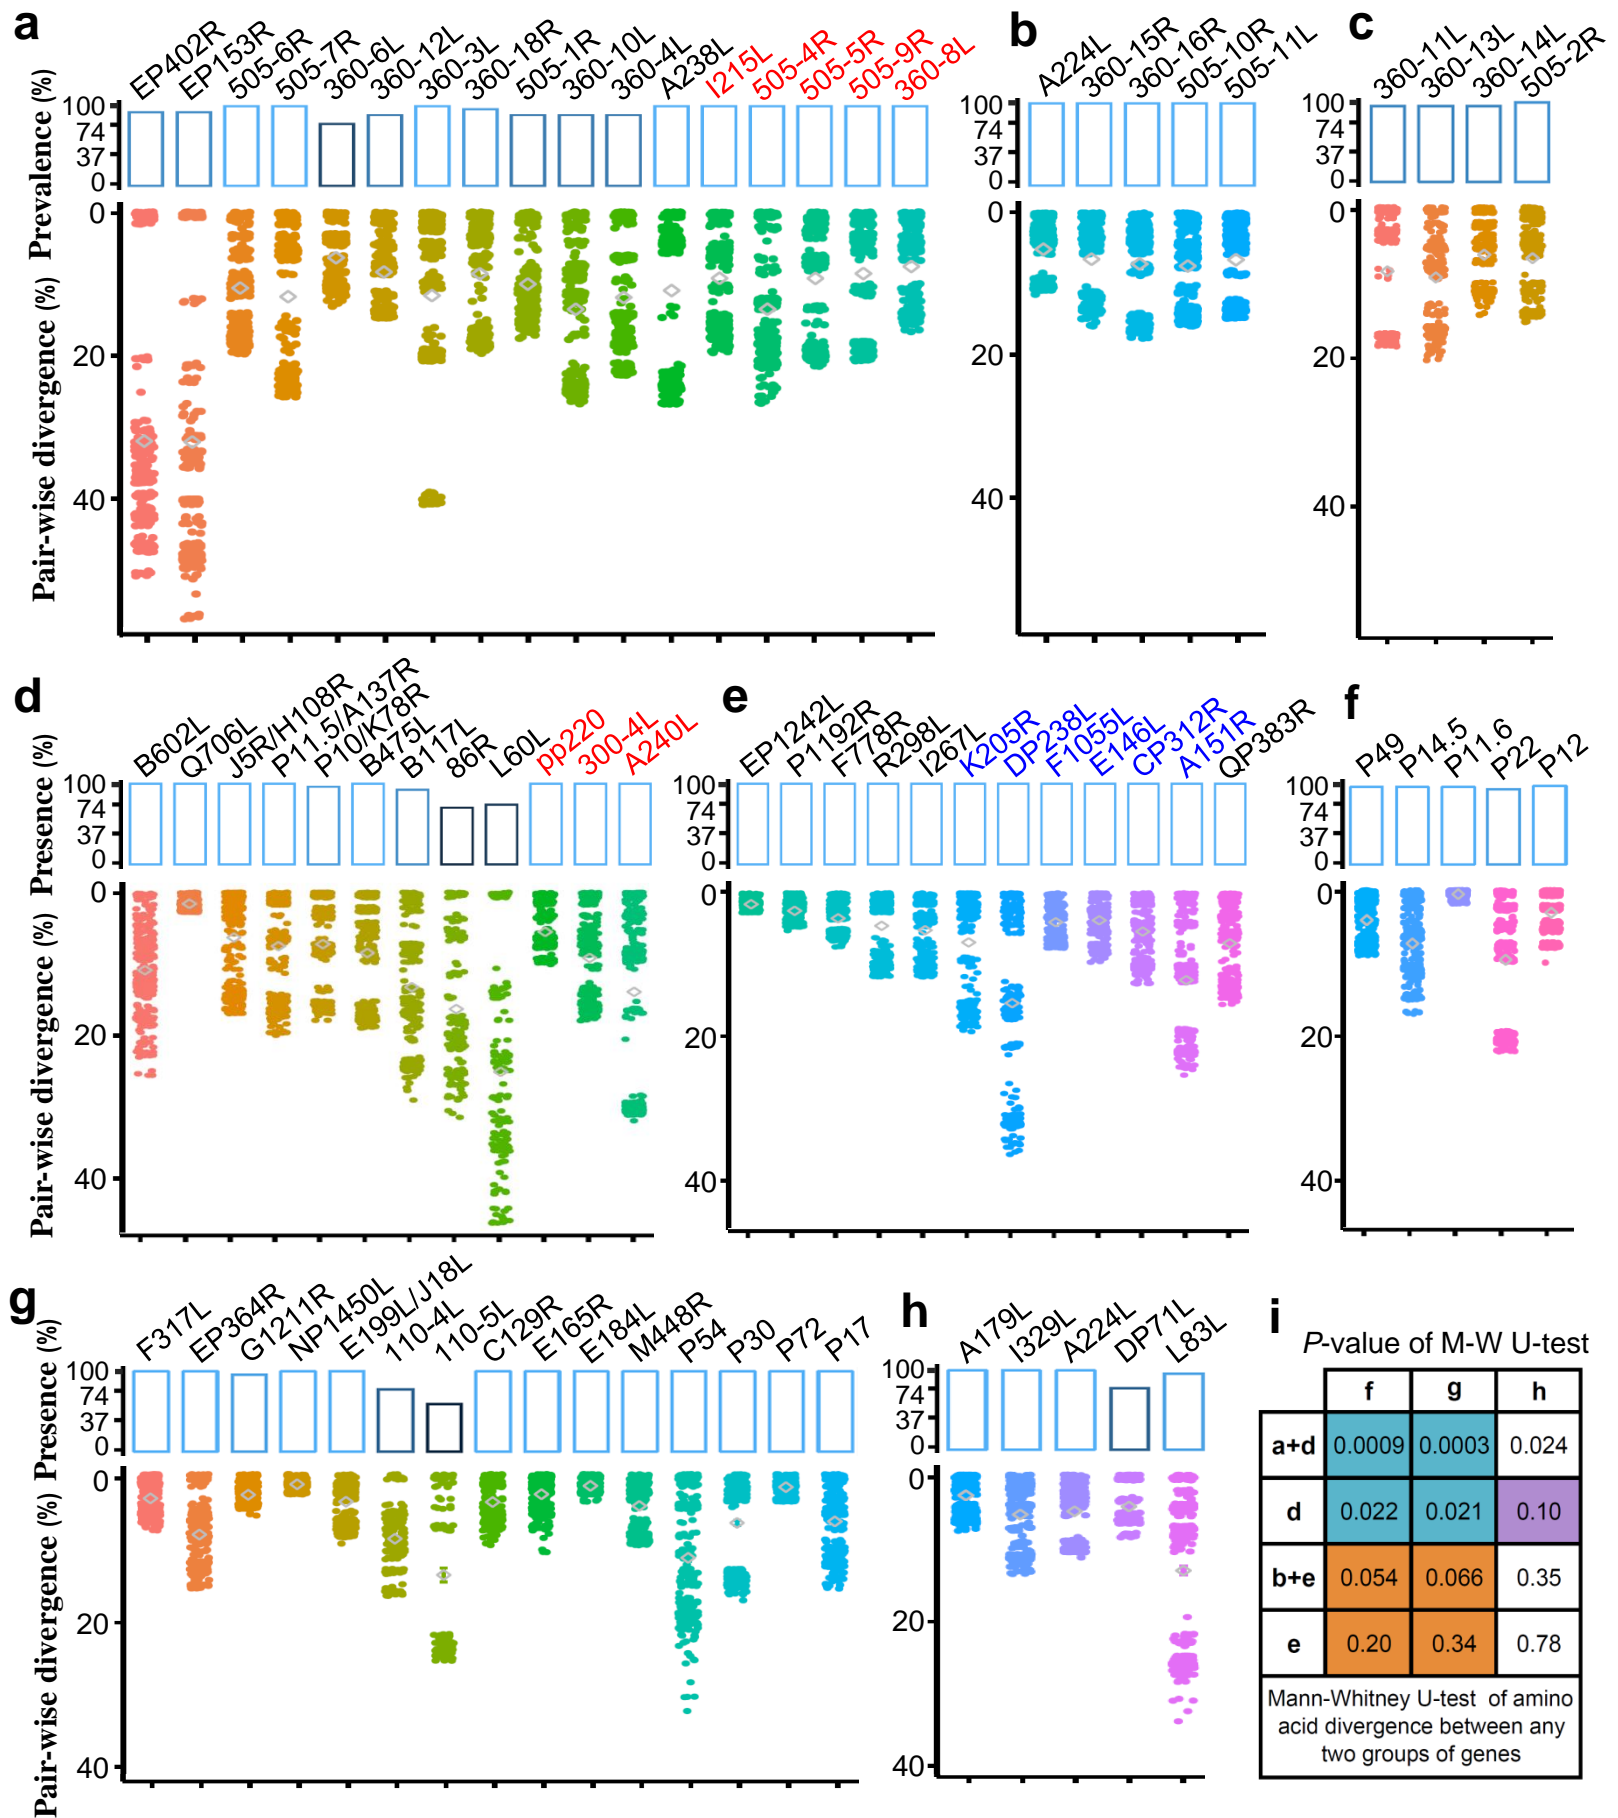 a
EP402R
EP153R
505-6R
505-7R
360-6L
360-12L
360-3L
360-18R
505-1R
360-10L
360-4L
A238L
I215L
505-4R
505-5R
505-9R
360-8L
Prevalence (%)
100
74
37
0
Pair-wise divergence (%)
0
20
40
b
A224L
360-15R
360-16R
505-10R
505-11L
100
74
37
0
0
20
40
c
360-11L
360-13L
360-14L
505-2R
100
74
37
0
0
20
40
d
B602L
Q706L
J5R/H108R
P11.5/A137R
P10/K78R
B475L
B117L
86R
L60L
pp220
300-4L
A240L
Presence (%)
100
74
37
0
Pair-wise divergence (%)
0
20
40
e
EP1242L
P1192R
F778R
R298L
I267L
K205R
DP238L
F1055L
E146L
CP312R
A151R
QP383R
100
74
37
0
0
20
40
f
P49
P14.5
P11.6
P22
P12
100
74
37
0
0
20
40
g
F317L
EP364R
G1211R
NP1450L
E199L/J18L
110-4L
110-5L
C129R
E165R
E184L
M448R
P54
P30
P72
P17
Presence (%)
100
74
37
0
Pair-wise divergence (%)
0
20
40
h
A179L
I329L
A224L
DP71L
L83L
100
74
37
0
0
20
40
i
P-value of M-W U-test
f g h
a+d 0.0009 0.0003 0.024
d 0.022 0.021 0.10
b+e 0.054 0.066 0.35
e 0.20 0.34 0.78
Mann-Whitney U-test of amino
acid divergence between any
two groups of genes